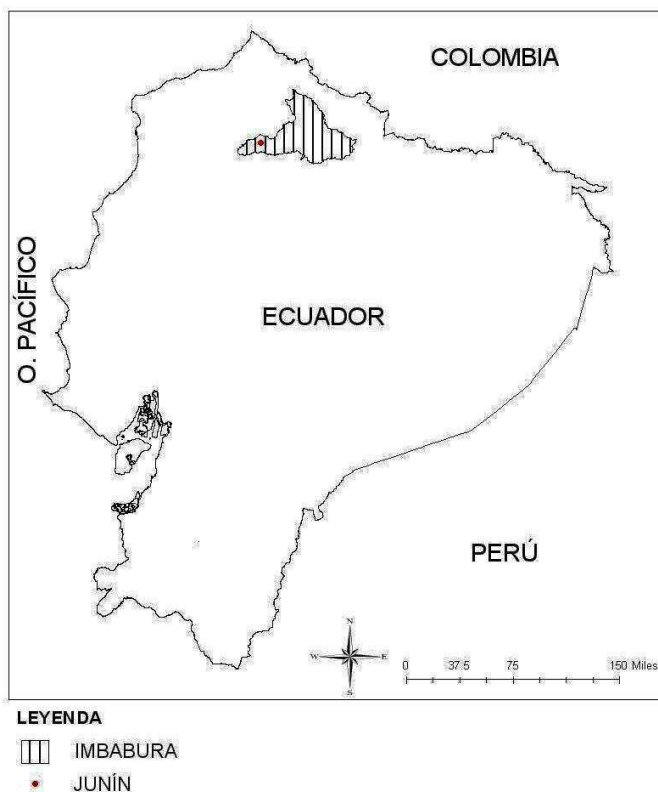 COLOMBIA
O. PACÍFICO
ECUADOR
PERÚ
N
W E
S
0 37 5 75 150 Miles
LEYENDA
IMBABURA
JUNÍN